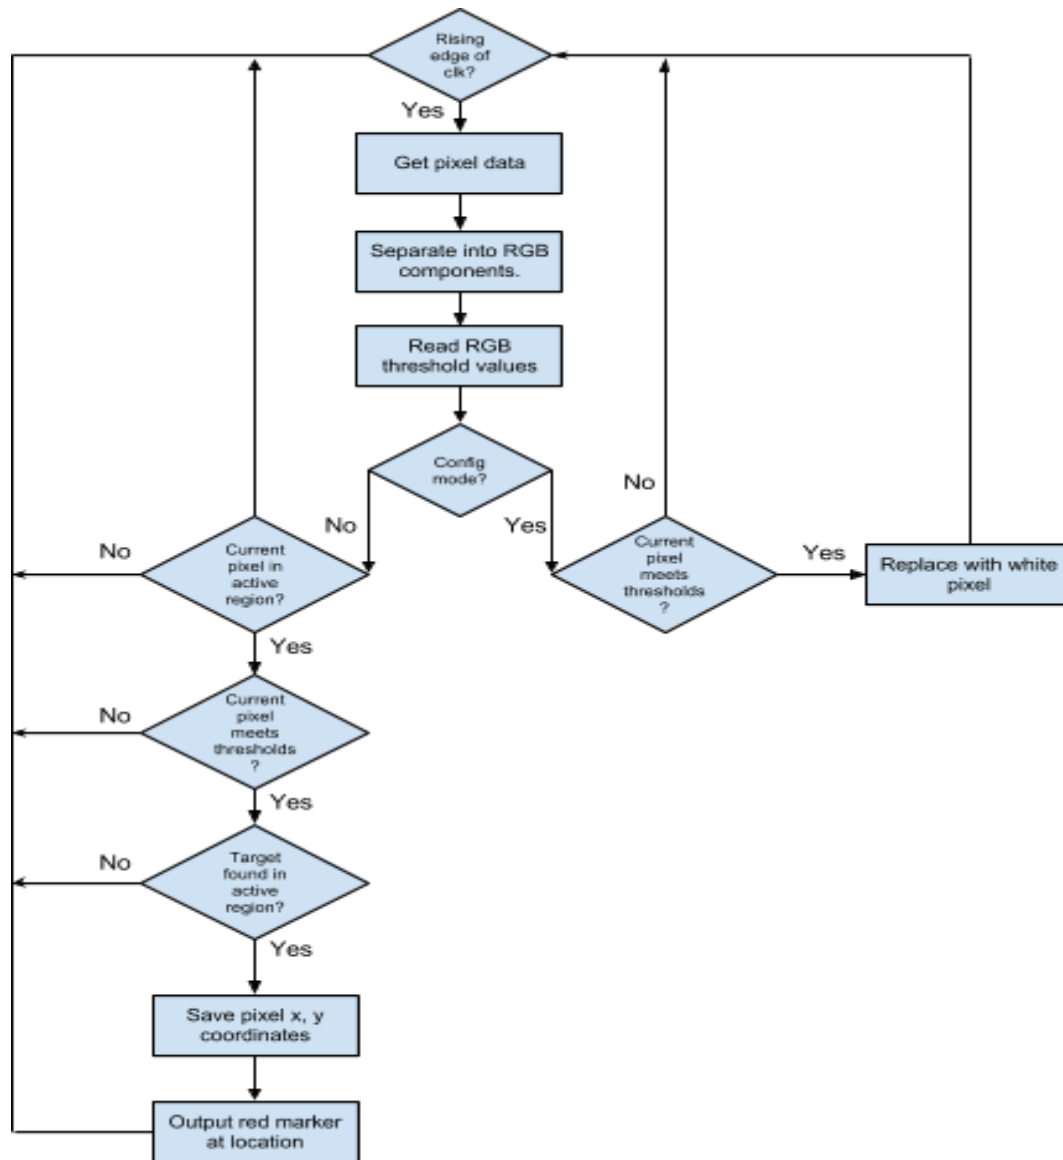 Rising
edge of
clk?
Yes
Get pixel data
Separate into RGB
components.
Read RGB
threshold values
Config
mode?
No
No
Yes
No
Current
pixel in
active
region?
Current
pixel
meets
thresholds
?
Yes
Replace with white
pixel
Yes
No
Current
pixel
meets
thresholds
?
Yes
No
Target
found in
active
region?
Yes
Save pixel x, y
coordinates
Output red marker
at location